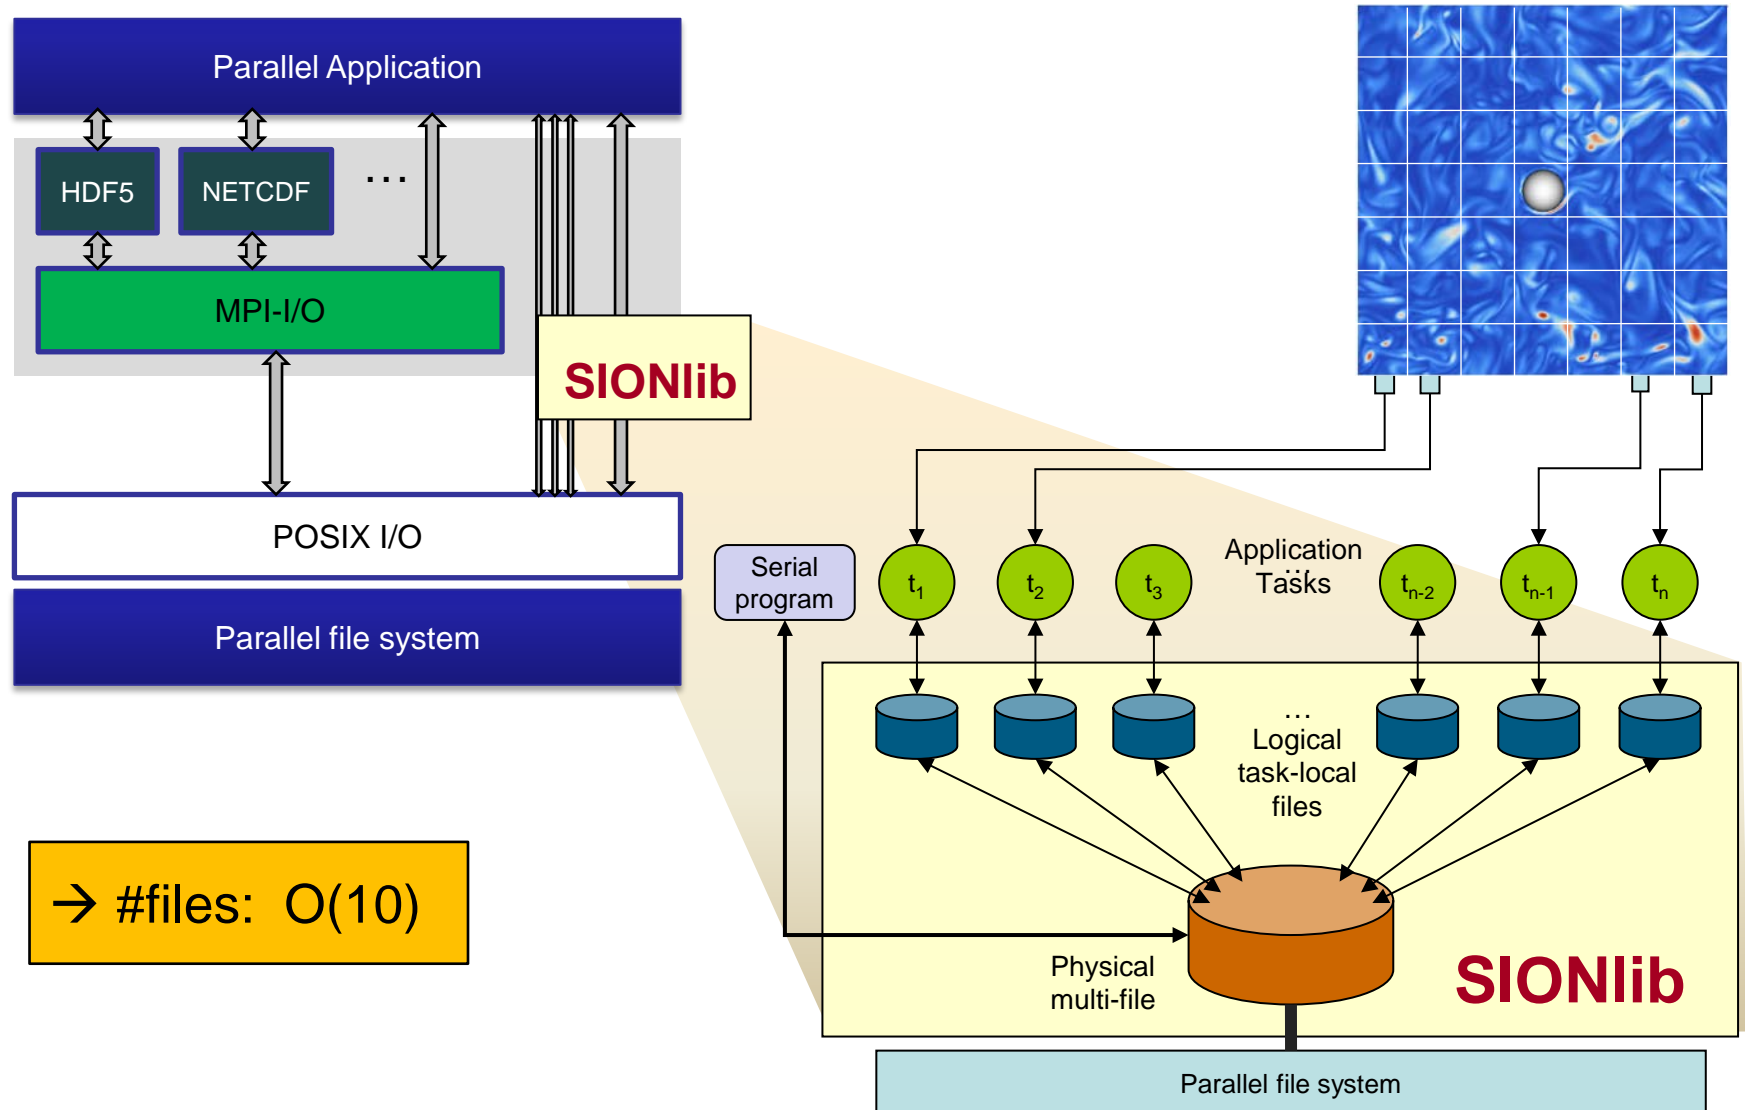 Parallel Application
HDF5
NETCDF
...
MPI-I/O
SIONlib
POSIX I/O
Parallel file system
→ #files: O(10)
Serial
program
t1
t2
t3
Application
...
Tasks
tn-2
tn-1
tn
...
Logical
task-local
files
Physical
multi-file
SIONlib
Parallel file system